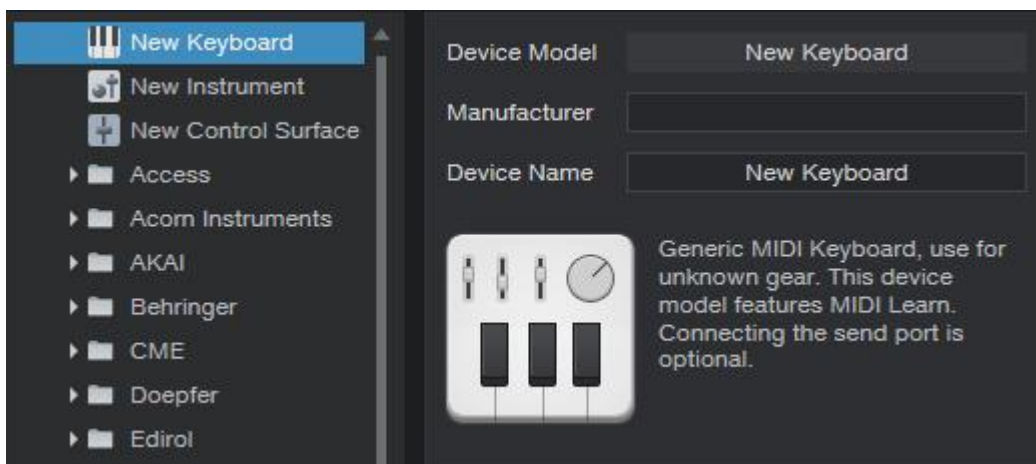 New Keyboard
New Instrument
New Control Surface
Access
Acorn Instruments
AKAI
Behringer
CME
Doepfer
Edirol
Device Model New Keyboard
Manufacturer
Device Name New Keyboard
Generic MIDI Keyboard, use for
unknown gear. This device
model features MIDI Learn.
Connecting the send port is
optional.